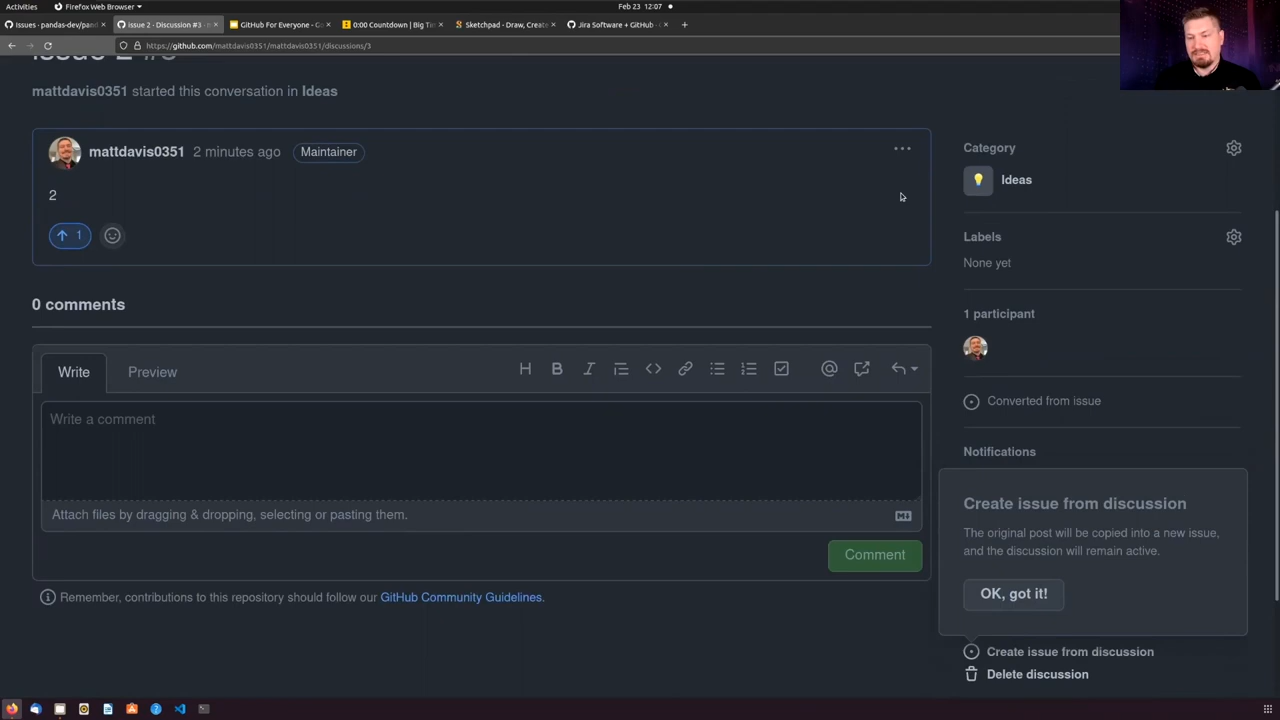 Activities
Firefox Web Browser
Feb 23 12:07
Issues · pandas-dev/pand
Issue 2 · Discussion #3 · m
GitHub For Everyone - Go
0:00 Countdown | Big Tim
Sketchpad - Draw, Create
Jira Software + GitHub -
https://github.com/mattdavis0351/mattdavis0351/discussions/3
Issue 2 #3
mattdavis0351 started this conversation in Ideas
mattdavis0351 2 minutes ago Maintainer
2
1
0 comments
Write Preview
Write a comment
Attach files by dragging & dropping, selecting or pasting them.
Comment
Remember, contributions to this repository should follow our GitHub Community Guidelines.
Category
Ideas
Labels
None yet
1 participant
Converted from issue
Notifications
Create issue from discussion
The original post will be copied into a new issue,
and the discussion will remain active.
OK, got it!
Create issue from discussion
Delete discussion